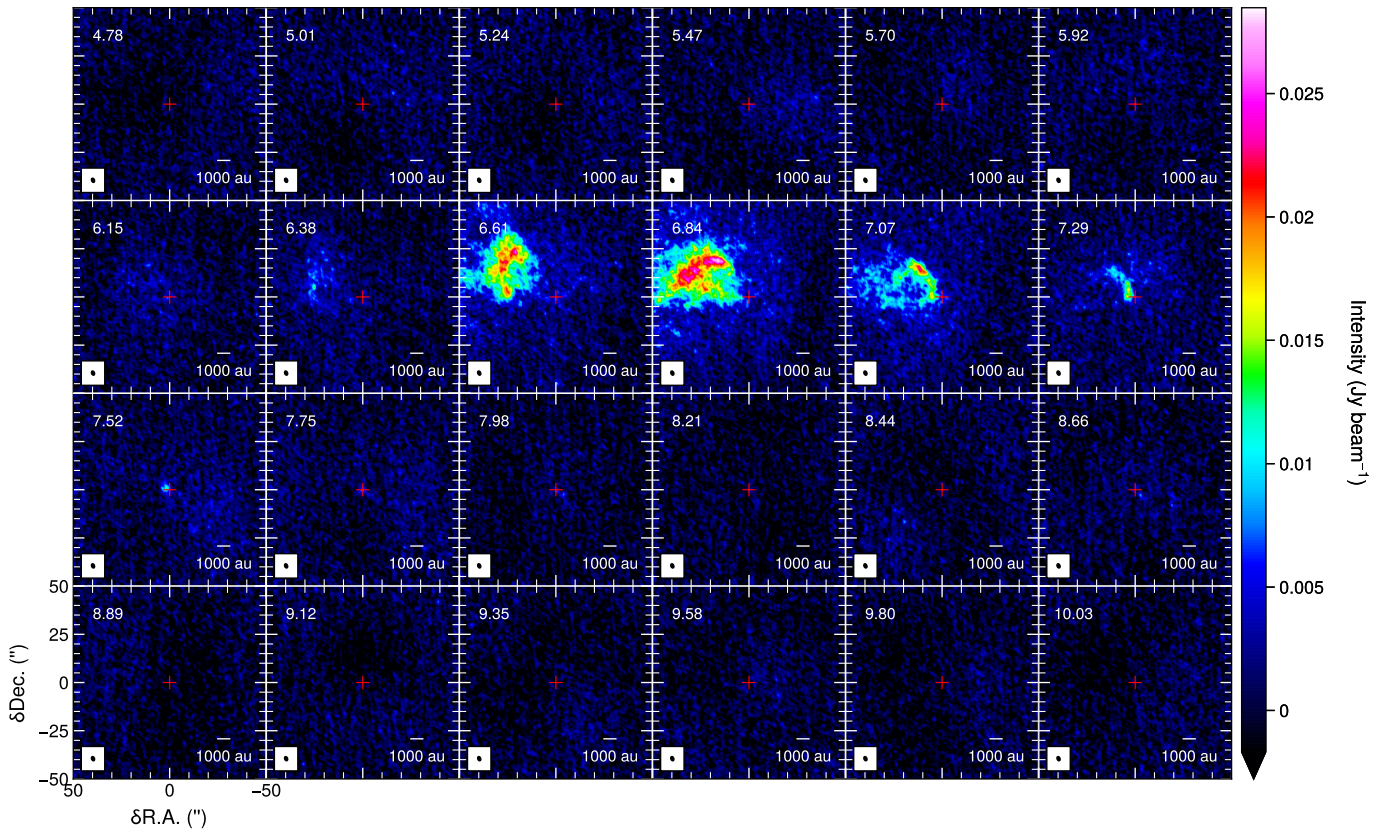 4.78 5.01 5.24 5.47 5.70 5.92
1000 au 1000 au 1000 au 1000 au 1000 au 1000 au
6.15 6.38 6.61 6.84 7.07 7.29
1000 au 1000 au 1000 au 1000 au 1000 au 1000 au
7.52 7.75 7.98 8.21 8.44 8.66
1000 au 1000 au 1000 au 1000 au 1000 au 1000 au
8.89 9.12 9.35 9.58 9.80 10.03
1000 au 1000 au 1000 au 1000 au 1000 au 1000 au
50
25
0
−25
−50
δDec. (")
50 0 −50
δR.A. (")
0.025
0.02
0.015
0.01
0.005
0
Intensity (Jy beam⁻¹)